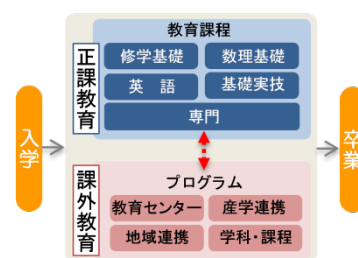 入学
正課教育
教育課程
修学基礎
数理基礎
英 語
基礎実技
専門
課外教育
プログラム
教育センター
産学連携
地域連携
学科・課程
卒業